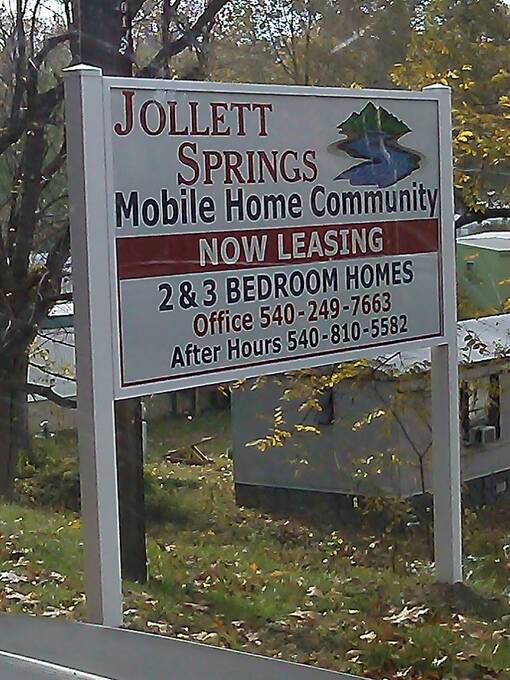 JOLLETT
SPRINGS
Mobile Home Community
NOW LEASING
2 & 3 BEDROOM HOMES
Office 540-249-7663
After Hours 540-810-5582